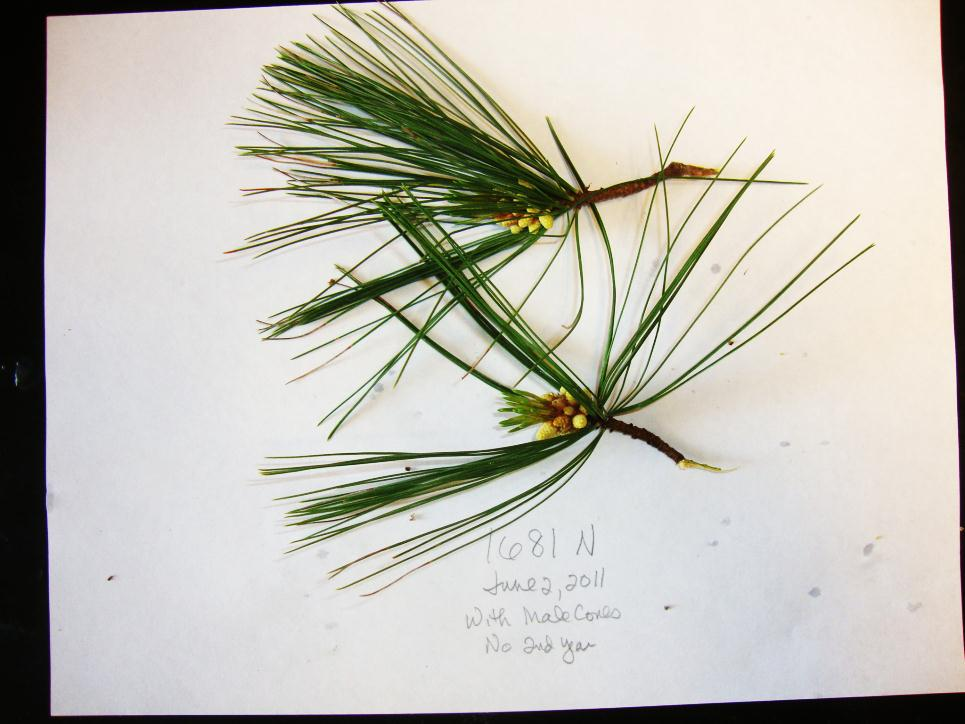 1681 N
June 2, 2011
With Male Cones
No 2nd year